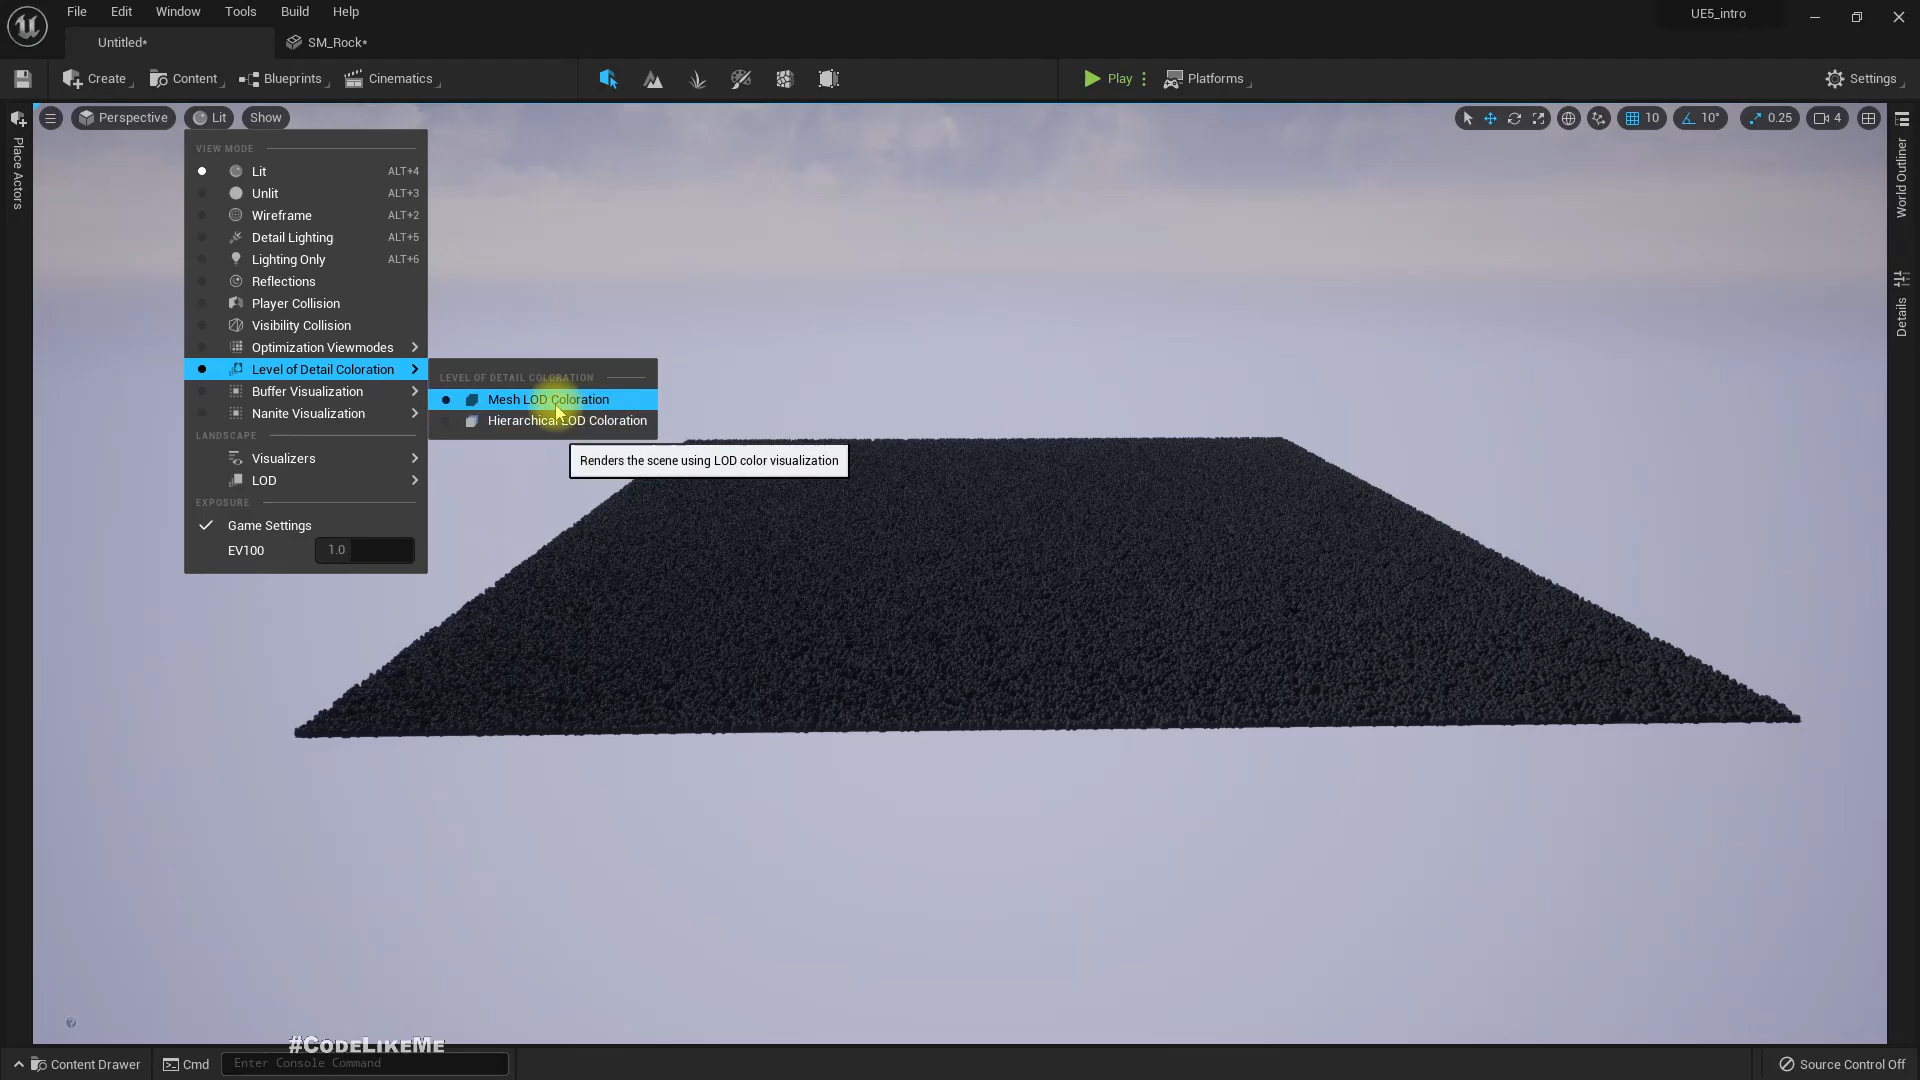 File Edit Window Tools Build Help
UE5_intro
Untitled*
SM_Rock*
Create
Content
Blueprints
Cinematics
Play
Platforms
Settings
Place Actors
Perspective
Lit
Show
10
10°
0.25
4
World Outliner
Details
VIEW MODE
Lit ALT+4
Unlit ALT+3
Wireframe ALT+2
Detail Lighting ALT+5
Lighting Only ALT+6
Reflections
Player Collision
Visibility Collision
Optimization Viewmodes
Level of Detail Coloration
Buffer Visualization
Nanite Visualization
LANDSCAPE
Visualizers
LOD
EXPOSURE
Game Settings
EV100 1.0
LEVEL OF DETAIL COLORATION
Mesh LOD Coloration
Hierarchical LOD Coloration
Renders the scene using LOD color visualization
#CodeLikeMe
Content Drawer
Cmd
Enter Console Command
Source Control Off